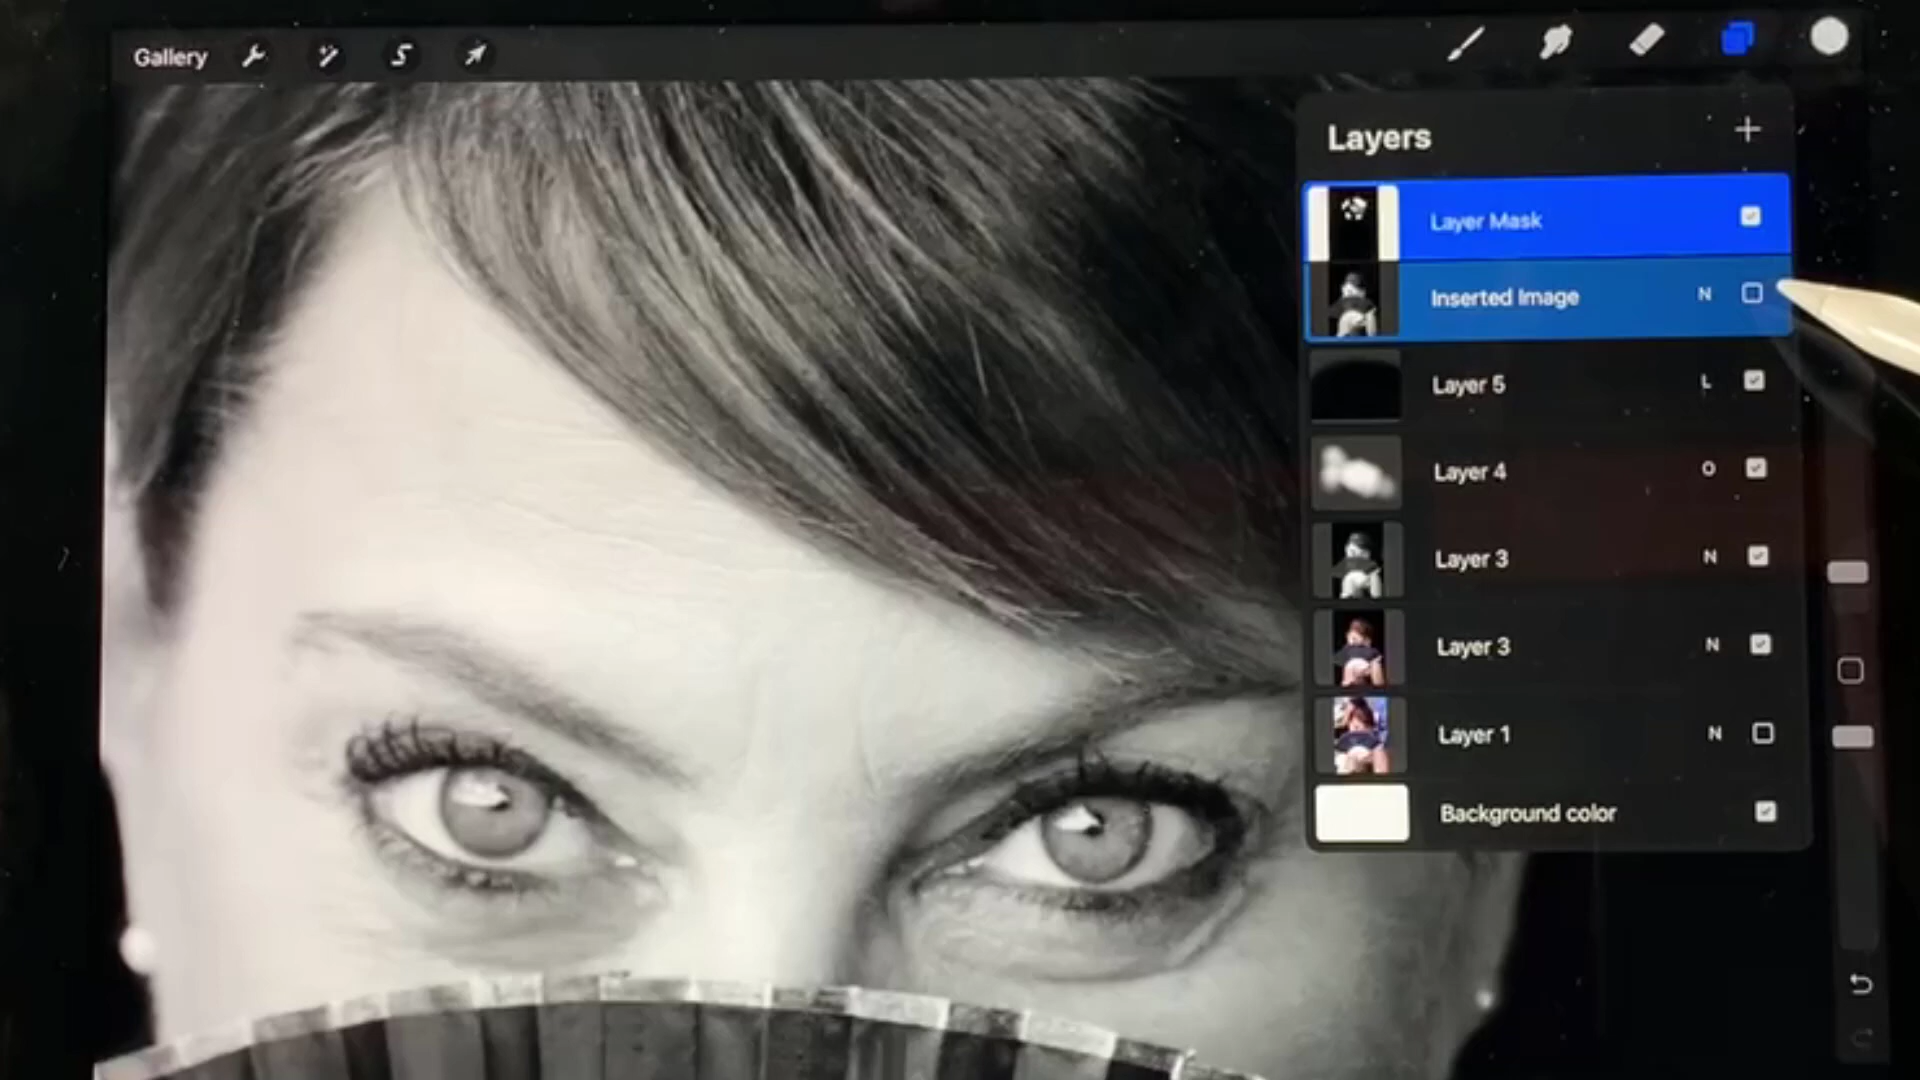 Gallery
Layers
Layer Mask
Inserted Image N
Layer 5 L
Layer 4 O
Layer 3 N
Layer 3 N
Layer 1 N
Background color